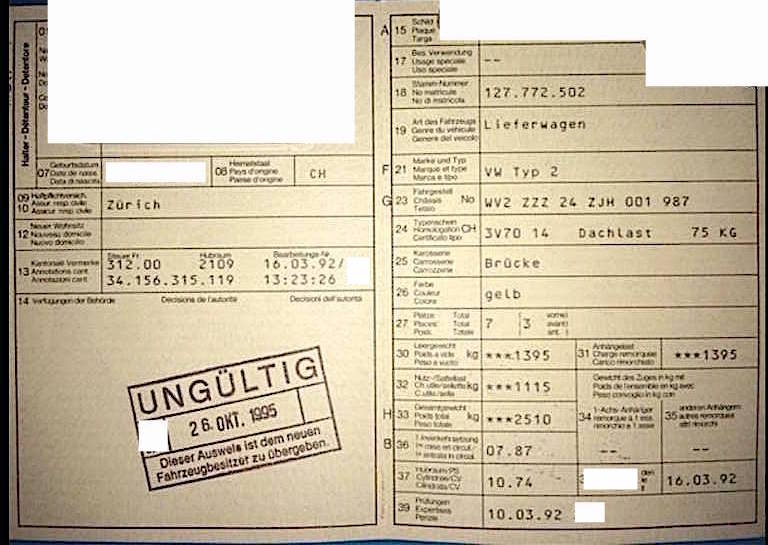 Halter - Détenteur - Detentore
07 Geburtsdatum
Date de naiss.
Data di nascita
08 Heimatstaat
Pays d'origine
Paese d'origine
CH
09 Haftpflichtversich.
Assur. resp. civile
10 Assicur. resp. civile
Zürich
12 Neuer Wohnsitz
Nouveau domicile
Nuovo domicilio
13 Kantonale Vermerke
Annotations cant.
Annotazioni cant.
Steuer Fr. Hubraum Bearbeitungs-Nr
312.00 2109 16.03.92/
34.156.315.119 13:23:26
14 Verfügungen der Behörde Décisions de l'autorité Decisioni dell'autorità
UNGÜLTIG
26. OKT. 1995
Dieser Ausweis ist dem neuen
Fahrzeugbesitzer zu übergeben.
A 15 Schild
Plaque
Targa
17 Bes. Verwendung
Usage spéciale
Uso speciale
--
18 Stamm-Nummer
No matricule
No di matricola
127.772.502
19 Art des Fahrzeugs
Genre du véhicule
Genere del veicolo
Lieferwagen
F 21 Marke und Typ
Marque et type
Marca e tipo
VW Typ 2
G 23 Fahrgestell
Châssis No
Telaio
WV2 ZZZ 24 ZJH 001 987
24 Typenschein
Homologation CH
Certificato tipo
3V70 14 Dachlast 75 KG
25 Karosserie
Carrosserie
Carrozzeria
Brücke
26 Farbe
Couleur
Colore
gelb
27 Plätze: Total
Places: Total
Posti: Totale
7 (3 vorne)
avant)
ant. )
30 Leergewicht
Poids à vide kg
Peso a vuoto
***1395
31 Anhängelast
Charge remorquée
Carico rimorchiato
***1395
32 Nutz-/Sattellast
Ch. utile/sellette kg
C. utile/sella
***1115
Gewicht des Zuges in kg mit
Poids de l'ensemble en kg avec
Peso convoglio in kg con
H 33 Gesamtgewicht
Poids total kg
Peso totale
***2510
34 1-Achs-Anhänger
remorque à 1 ess.
rimorchio a 1 asse
--
35 anderen Anhängern
autres remorques
altri rimorchi
--
B 36 1. Inverkehrsetzung
1re mise en circul.
1a entrata in circol.
07.87
37 Hubraum/PS
Cylindrée/CV
Cilindrata/CV
10.74
den
le
il
16.03.92
39 Prüfungen
Expertises
Perizie
10.03.92